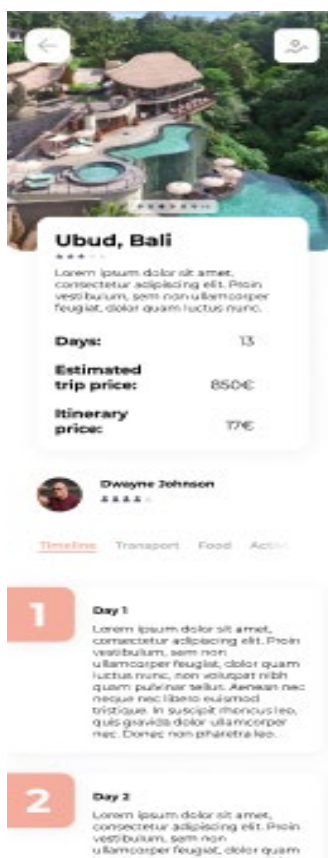 Ubud, Bali
Lorem ipsum dolor sit amet,
consectetur adipiscing elit. Proin
vestibulum, sem non ullamcorper
feugiat, dolor quam luctus nunc.
Days: 13
Estimated
trip price: 850€
Itinerary
price: 17€
Dwayne Johnson
Timeline Transport Food Activi
1
Day 1
Lorem ipsum dolor sit amet,
consectetur adipiscing elit. Proin
vestibulum, sem non
ullamcorper feugiat, dolor quam
luctus nunc, non volutpat nibh
quam pulvinar tellus. Aenean nec
neque nec libero euismod
tristique. In suscipit rhoncus leo,
quis gravida dolor ullamcorper
nec. Donec non pharetra leo.
2
Day 2
Lorem ipsum dolor sit amet,
consectetur adipiscing elit. Proin
vestibulum, sem non
ullamcorper feugiat, dolor quam